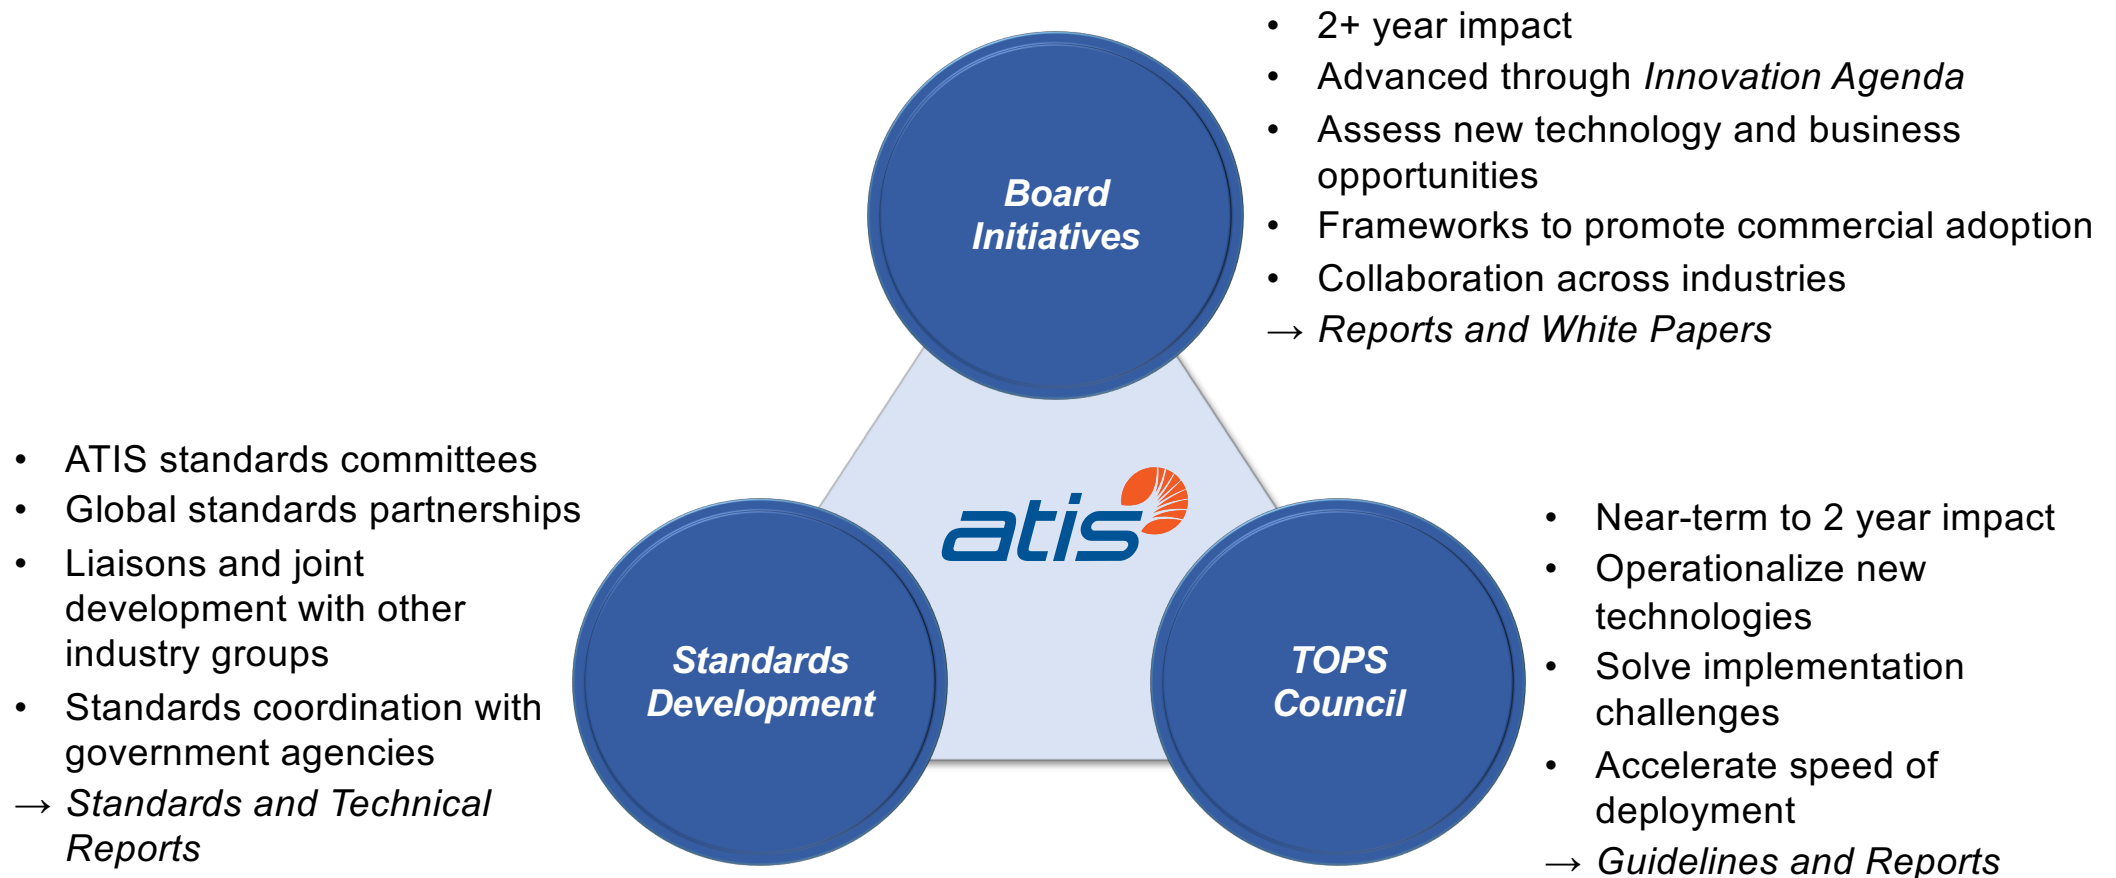 Board
Initiatives
• 2+ year impact
• Advanced through Innovation Agenda
• Assess new technology and business
opportunities
• Frameworks to promote commercial adoption
• Collaboration across industries
→ Reports and White Papers
atis
• ATIS standards committees
• Global standards partnerships
• Liaisons and joint
development with other
industry groups
• Standards coordination with
government agencies
→ Standards and Technical
Reports
Standards
Development
TOPS
Council
• Near-term to 2 year impact
• Operationalize new
technologies
• Solve implementation
challenges
• Accelerate speed of
deployment
→ Guidelines and Reports